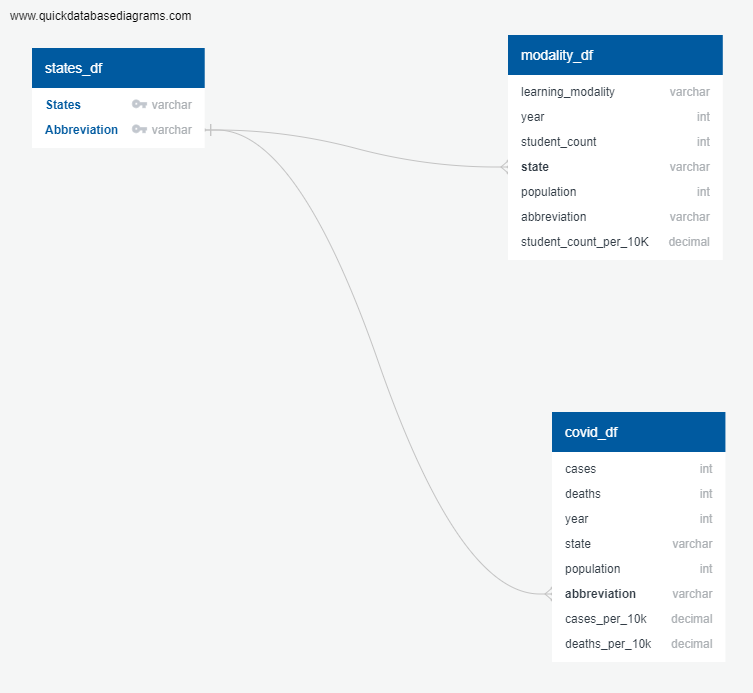 www.quickdatabasediagrams.com
states_df
States varchar
Abbreviation varchar
modality_df
learning_modality varchar
year int
student_count int
state varchar
population int
abbreviation varchar
student_count_per_10K decimal
covid_df
cases int
deaths int
year int
state varchar
population int
abbreviation varchar
cases_per_10k decimal
deaths_per_10k decimal